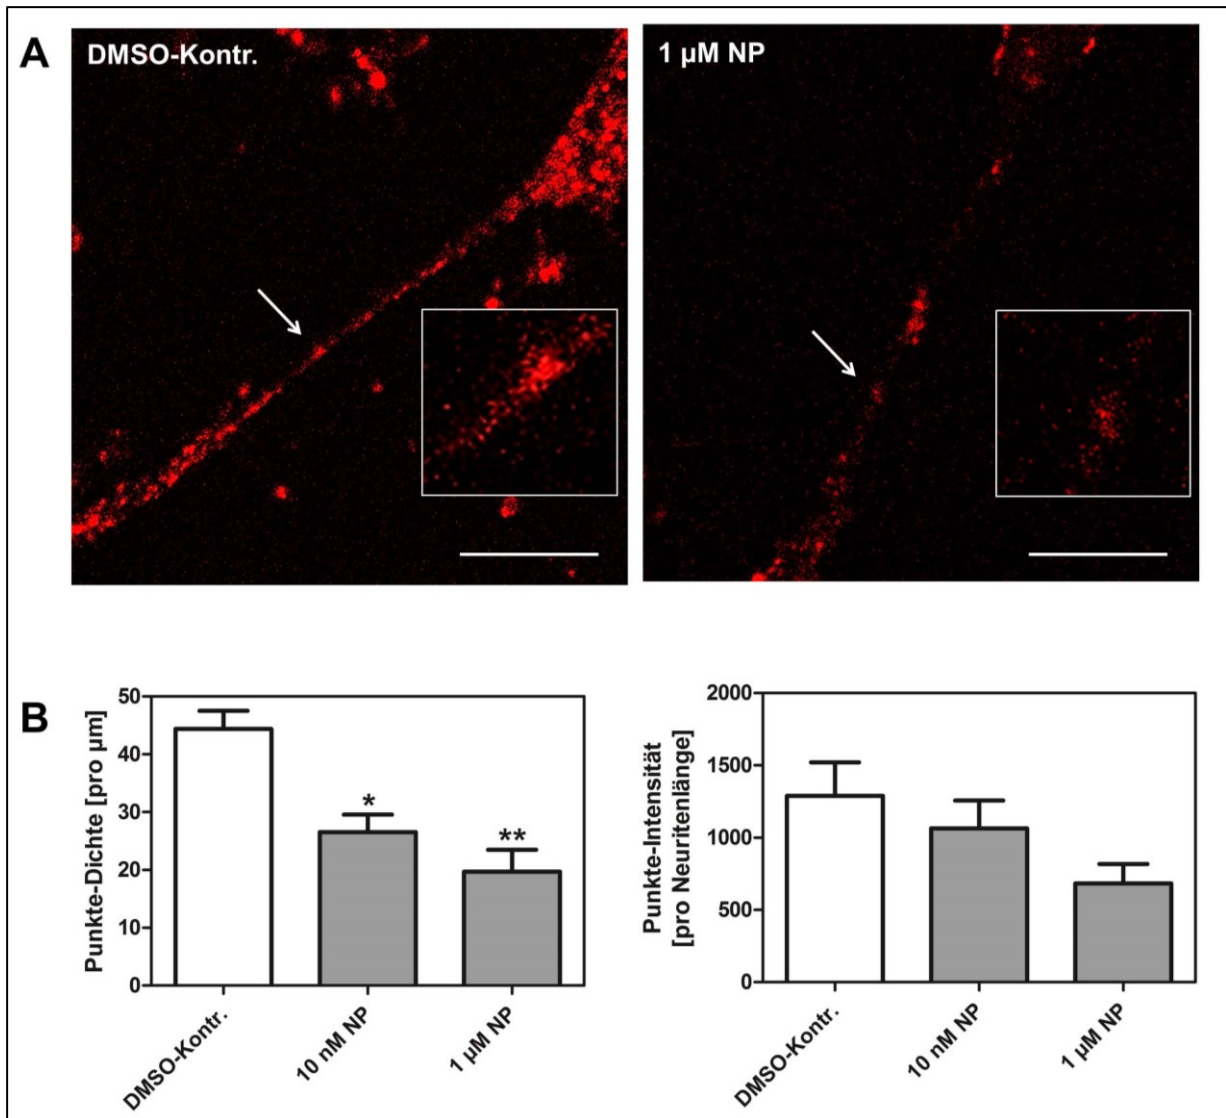 A
DMSO-Kontr.
1 µM NP
B
Punkte-Dichte [pro µm]
50
40
30
20
10
0
*
**
DMSO-Kontr.
10 nM NP
1 µM NP
Punkte-Intensität
[pro Neuritenlänge]
2000
1500
1000
500
0
DMSO-Kontr.
10 nM NP
1 µM NP